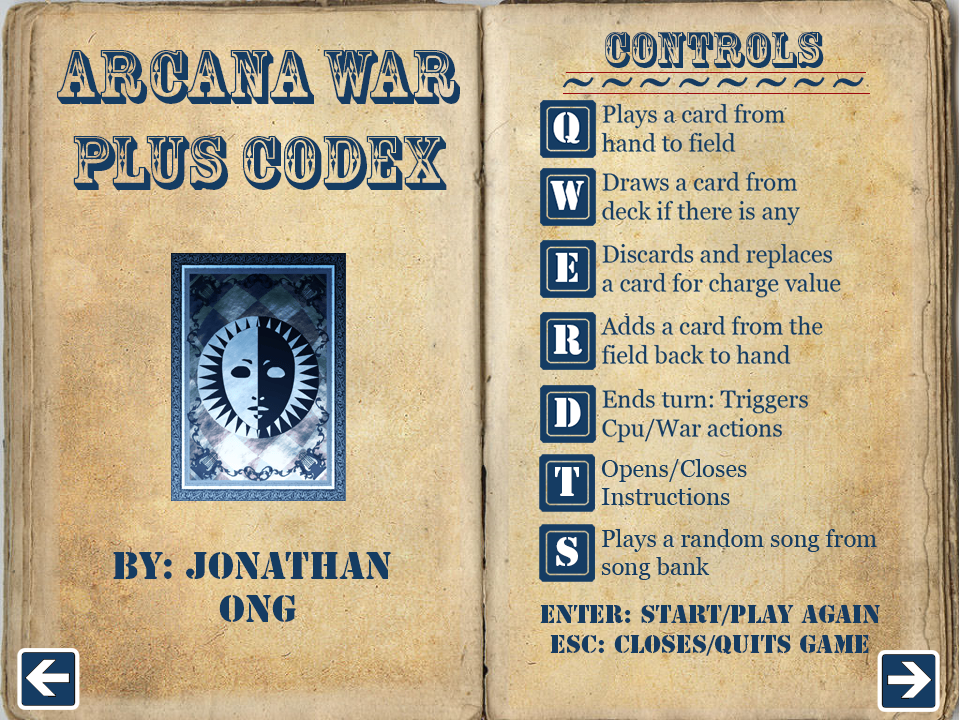 ARCANA WAR
PLUS CODEX
BY: JONATHAN
ONG
CONTROLS
Q Plays a card from
hand to field
W Draws a card from
deck if there is any
E Discards and replaces
a card for charge value
R Adds a card from the
field back to hand
D Ends turn: Triggers
Cpu/War actions
T Opens/Closes
Instructions
S Plays a random song from
song bank
ENTER: START/PLAY AGAIN
ESC: CLOSES/QUITS GAME